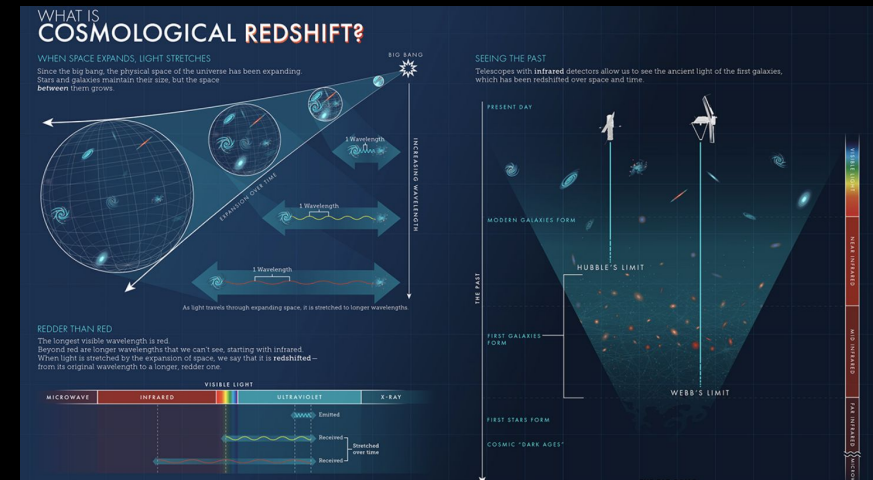 WHAT IS
COSMOLOGICAL REDSHIFT?
WHEN SPACE EXPANDS, LIGHT STRETCHES
Since the big bang, the physical space of the universe has been expanding.
Stars and galaxies maintain their size, but the space
between them grows.
BIG BANG
1 Wavelength
1 Wavelength
1 Wavelength
EXPANSION OVER TIME
INCREASING WAVELENGTH
As light travels through expanding space, it is stretched to longer wavelengths.
REDDER THAN RED
The longest visible wavelength is red.
Beyond red are longer wavelengths that we can't see, starting with infrared.
When light is stretched by the expansion of space, we say that it is redshifted—
from its original wavelength to a longer, redder one.
VISIBLE LIGHT
MICROWAVE INFRARED ULTRAVIOLET X-RAY
Emitted
Received
Stretched
over time
Received
SEEING THE PAST
Telescopes with infrared detectors allow us to see the ancient light of the first galaxies,
which has been redshifted over space and time.
PRESENT DAY
MODERN GALAXIES FORM
HUBBLE'S LIMIT
THE PAST
FIRST GALAXIES
FORM
WEBB'S LIMIT
FIRST STARS FORM
COSMIC "DARK AGES"
VISIBLE LIGHT
NEAR INFRARED
MID INFRARED
FAR INFRARED